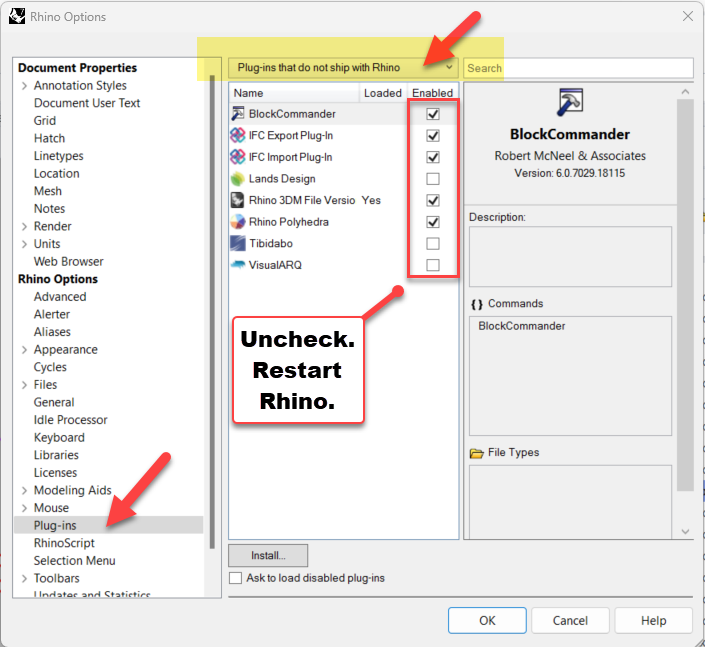 Rhino Options
Document Properties
Annotation Styles
Document User Text
Grid
Hatch
Linetypes
Location
Mesh
Notes
Render
Units
Web Browser
Rhino Options
Advanced
Alerter
Aliases
Appearance
Cycles
Files
General
Idle Processor
Keyboard
Libraries
Licenses
Modeling Aids
Mouse
Plug-ins
RhinoScript
Selection Menu
Toolbars
Updates and Statistics
Plug-ins that do not ship with Rhino
Search
Name Loaded Enabled
BlockCommander
IFC Export Plug-In
IFC Import Plug-In
Lands Design
Rhino 3DM File Versio Yes
Rhino Polyhedra
Tibidabo
VisualARQ
Uncheck.
Restart
Rhino.
Install...
Ask to load disabled plug-ins
BlockCommander
Robert McNeel & Associates
Version: 6.0.7029.18115
Description:
{} Commands
BlockCommander
File Types
OK Cancel Help